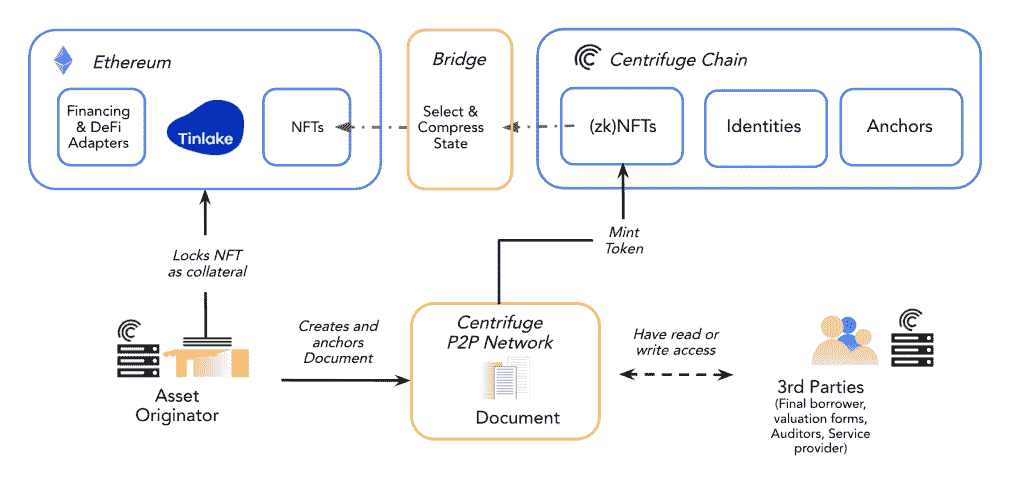 Ethereum
Financing
& DeFi
Adapters
Tinlake
NFTs
Bridge
Select &
Compress
State
Centrifuge Chain
(zk)NFTs
Identities
Anchors
Locks NFT
as collateral
Mint
Token
Asset
Originator
Creates and
anchors
Document
Centrifuge
P2P Network
Document
Have read or
write access
3rd Parties
(Final borrower,
valuation forms,
Auditors, Service
provider)